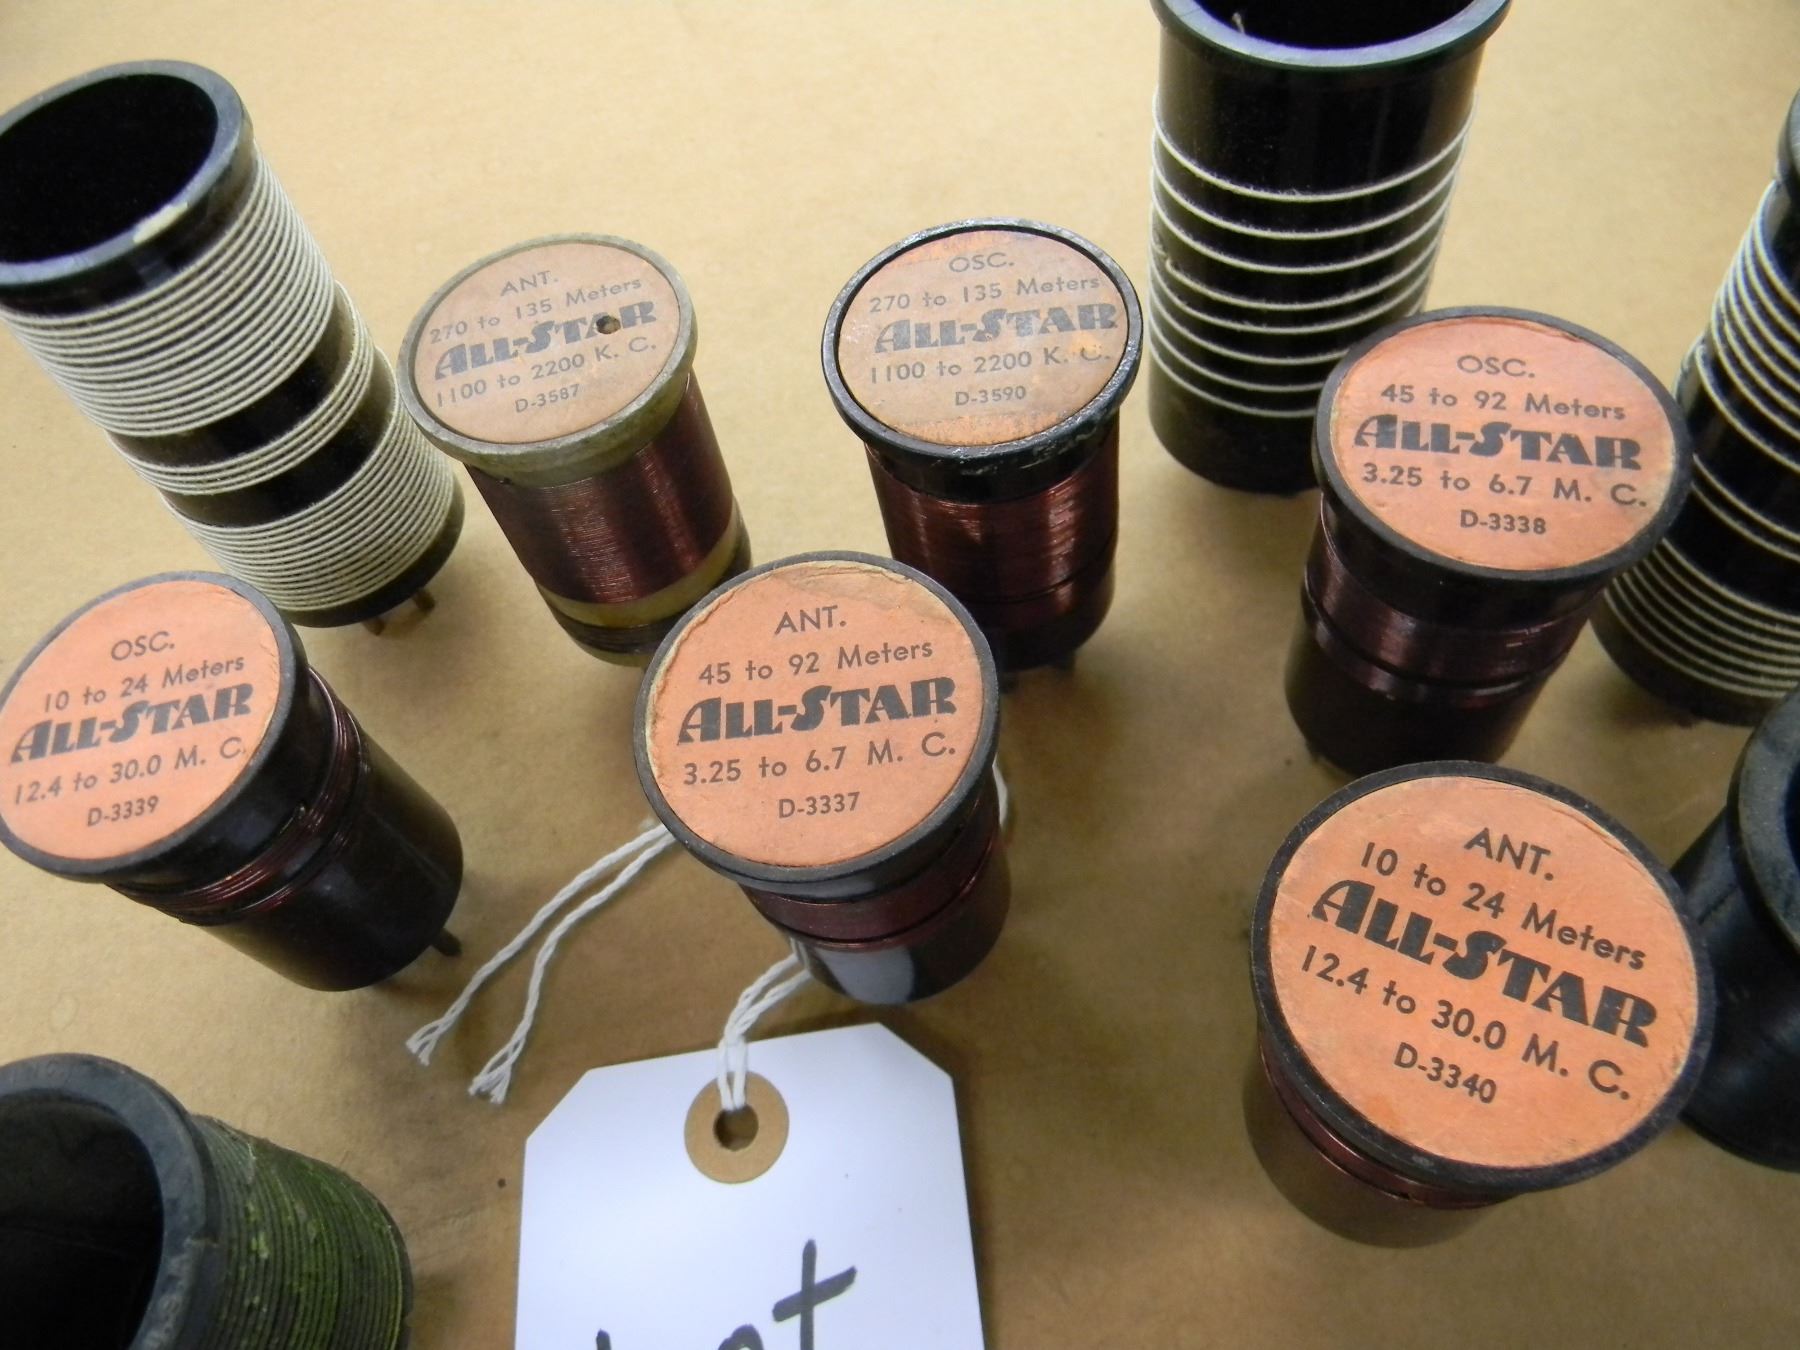 ANT.
270 to 135 Meters
ALL-STAR
1100 to 2200 K. C.
D-3587
OSC.
270 to 135 Meters
ALL-STAR
1100 to 2200 K. C.
D-3590
OSC.
45 to 92 Meters
ALL-STAR
3.25 to 6.7 M. C.
D-3338
OSC.
10 to 24 Meters
ALL-STAR
12.4 to 30.0 M. C.
D-3339
ANT.
45 to 92 Meters
ALL-STAR
3.25 to 6.7 M. C.
D-3337
ANT.
10 to 24 Meters
ALL-STAR
12.4 to 30.0 M. C.
D-3340